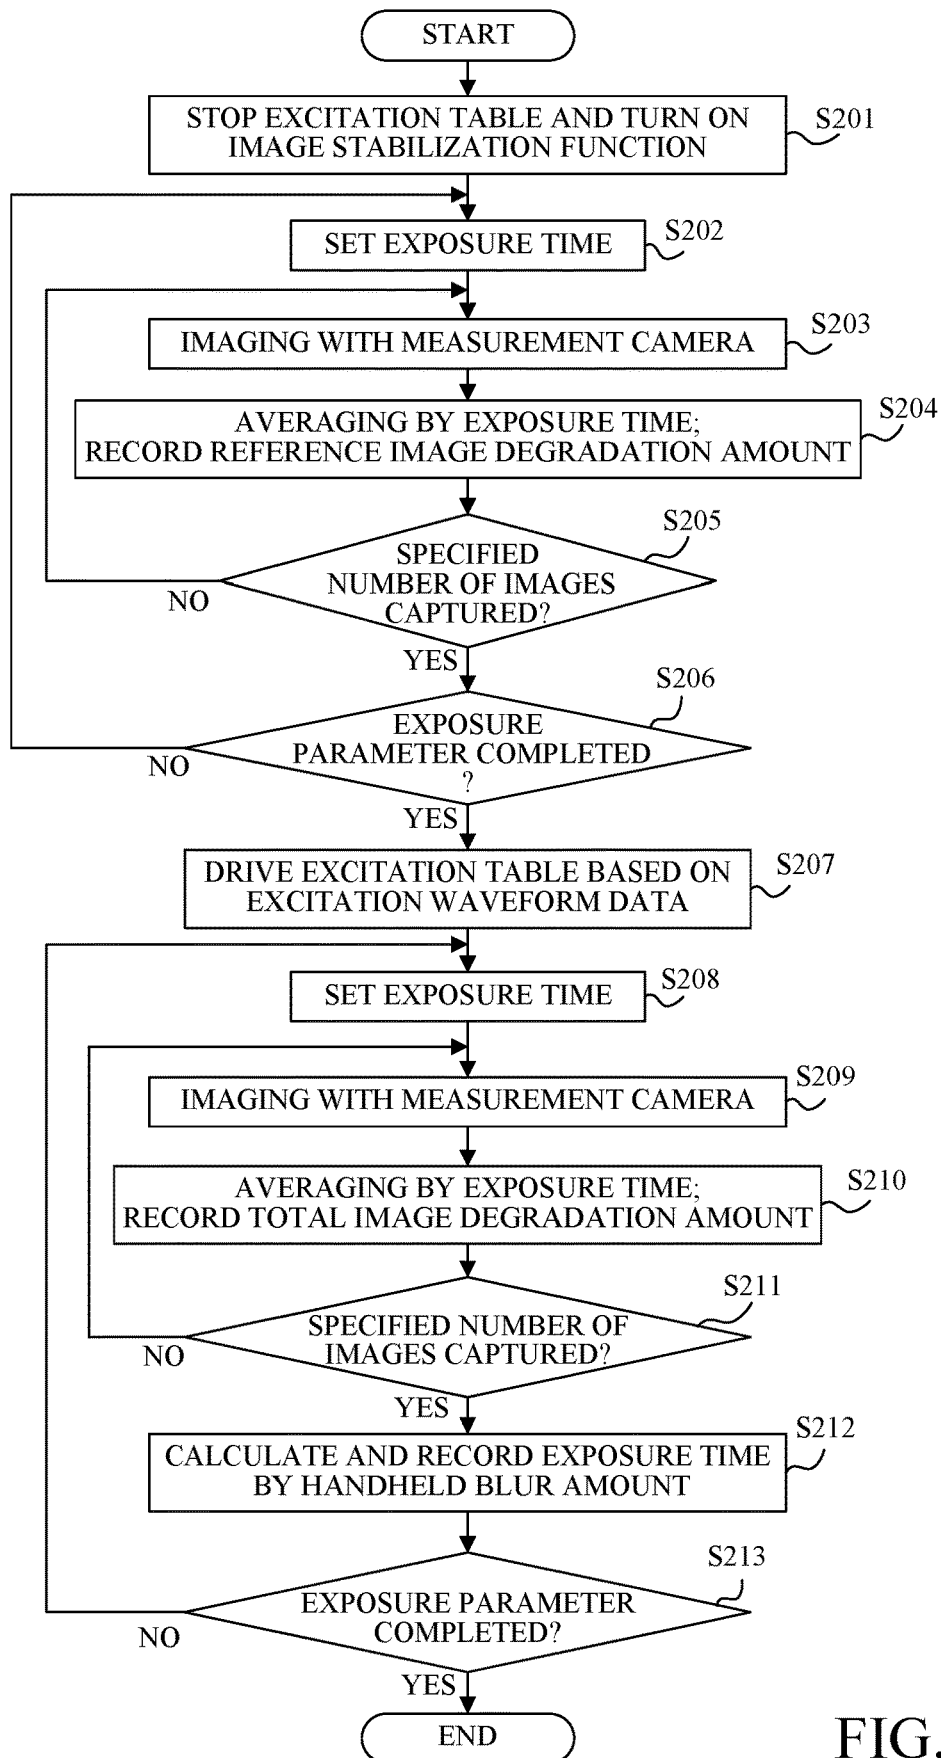 START
STOP EXCITATION TABLE AND TURN ON
IMAGE STABILIZATION FUNCTION
S201
SET EXPOSURE TIME
S202
IMAGING WITH MEASUREMENT CAMERA
S203
AVERAGING BY EXPOSURE TIME;
RECORD REFERENCE IMAGE DEGRADATION AMOUNT
S204
SPECIFIED
NUMBER OF IMAGES
CAPTURED?
S205
NO
YES
EXPOSURE
PARAMETER COMPLETED
?
S206
NO
YES
DRIVE EXCITATION TABLE BASED ON
EXCITATION WAVEFORM DATA
S207
SET EXPOSURE TIME
S208
IMAGING WITH MEASUREMENT CAMERA
S209
AVERAGING BY EXPOSURE TIME;
RECORD TOTAL IMAGE DEGRADATION AMOUNT
S210
SPECIFIED NUMBER OF
IMAGES CAPTURED?
S211
NO
YES
CALCULATE AND RECORD EXPOSURE TIME
BY HANDHELD BLUR AMOUNT
S212
EXPOSURE PARAMETER
COMPLETED?
S213
NO
YES
END
FIG.